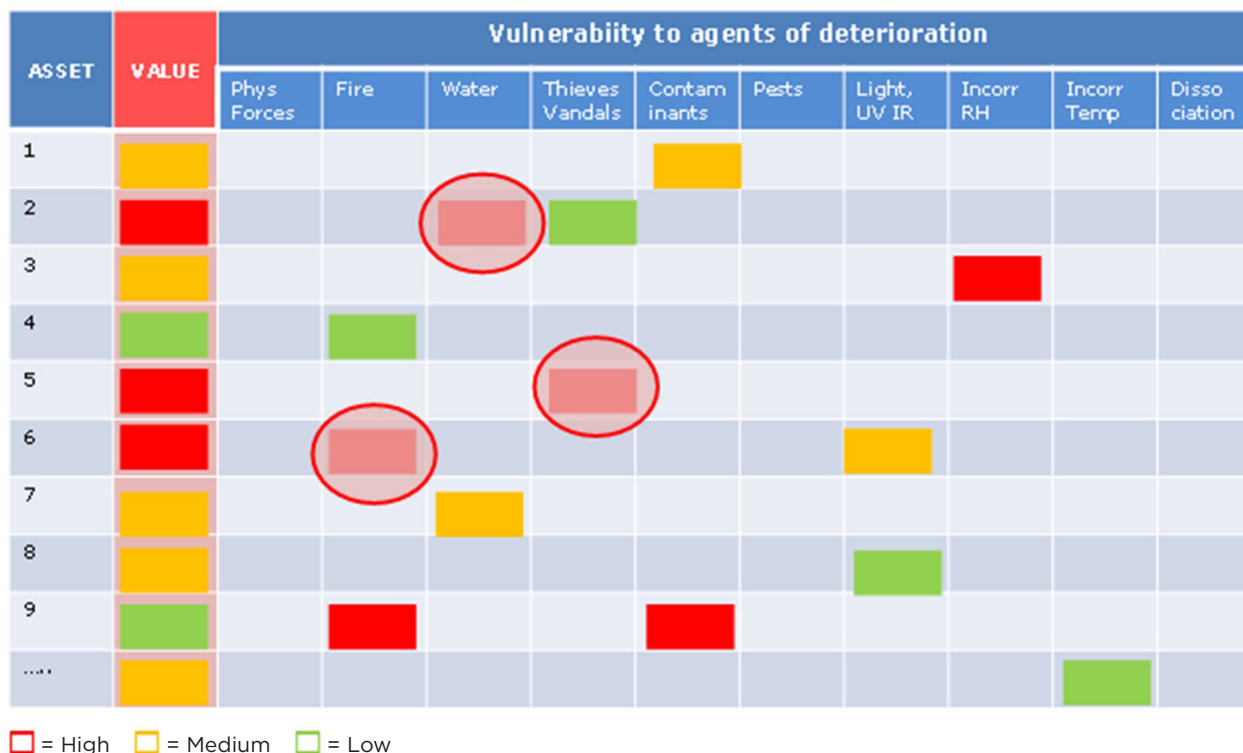 Vulnerabiity to agents of deterioration
ASSET VALUE
Phys Forces Fire Water Thieves Vandals Contam inants Pests Light, UV IR Incorr RH Incorr Temp Disso ciation
1
2
3
4
5
6
7
8
9
.....
= High = Medium = Low